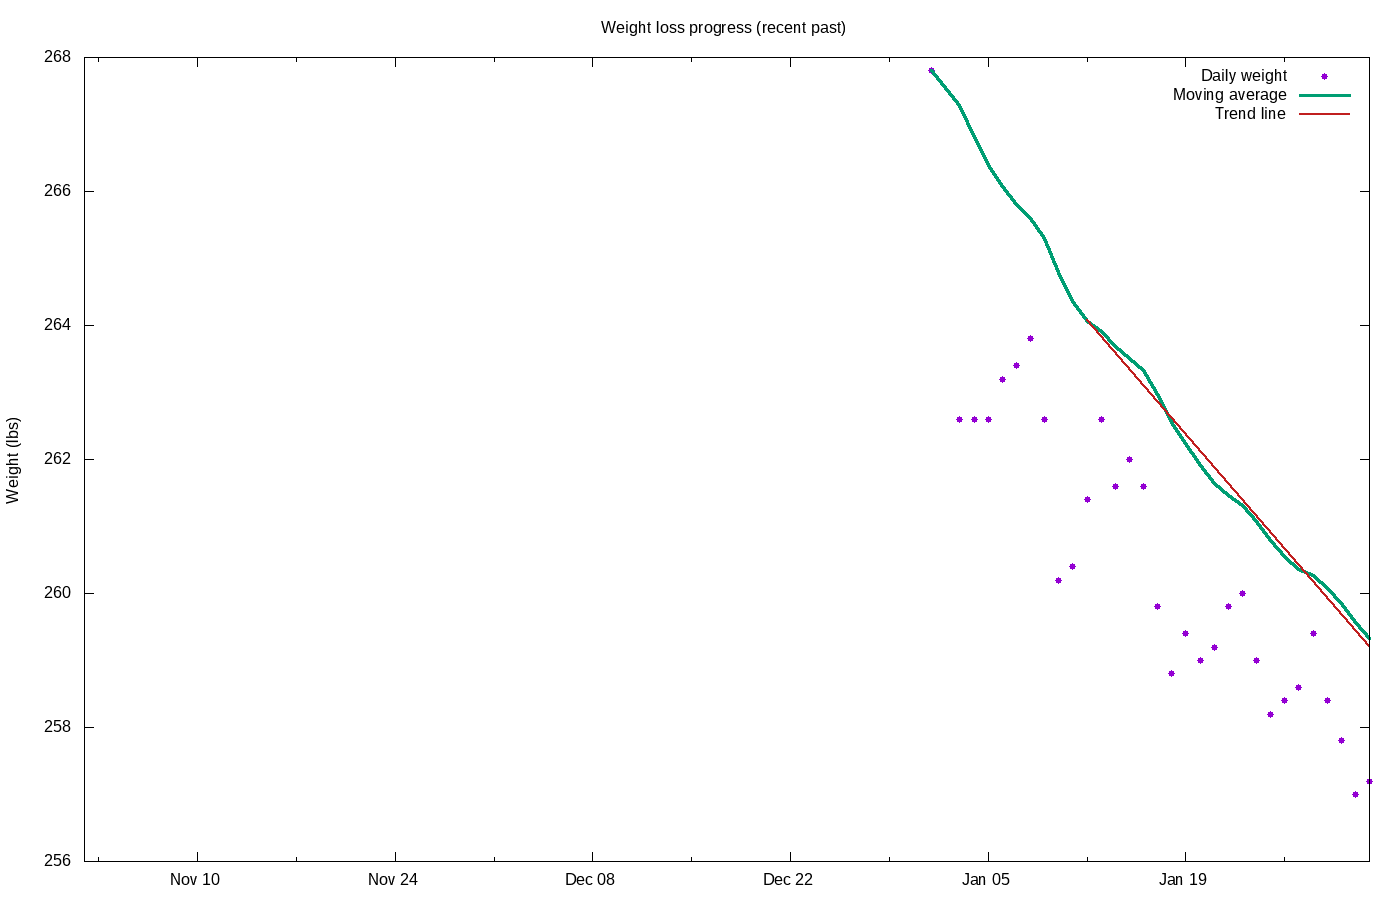 Weight loss progress (recent past)
268
266
264
262
260
258
256
Weight (lbs)
Daily weight
Moving average
Trend line
Nov 10
Nov 24
Dec 08
Dec 22
Jan 05
Jan 19